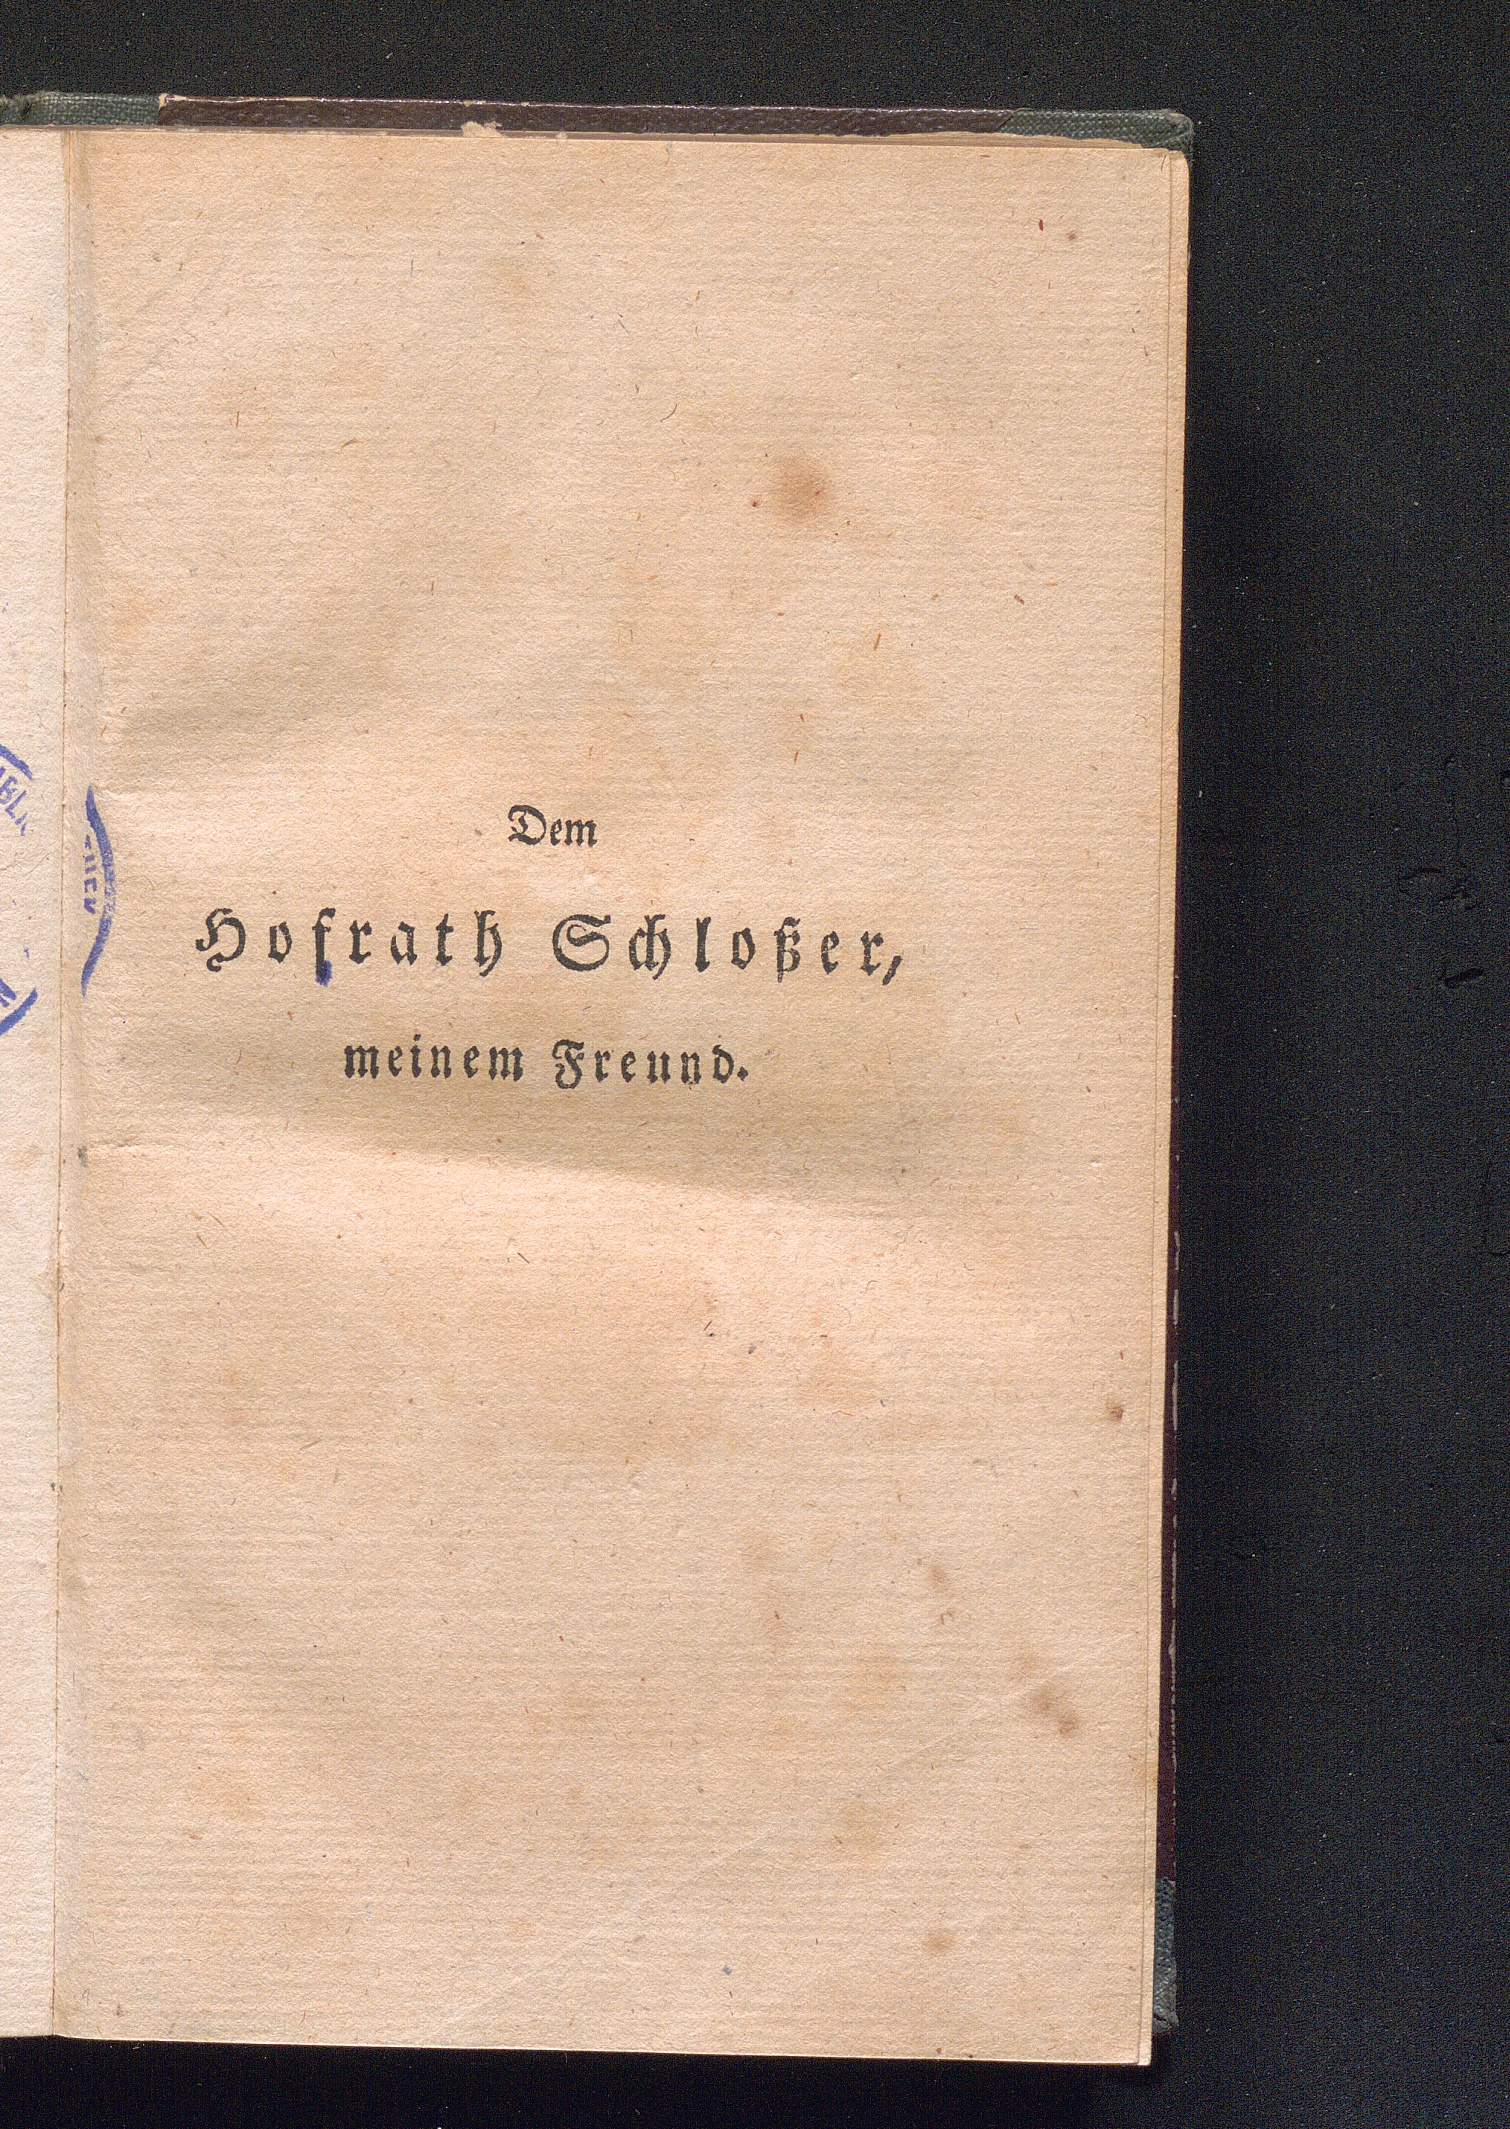 Dem
Hofrath Schloßer,
meinem Freund.